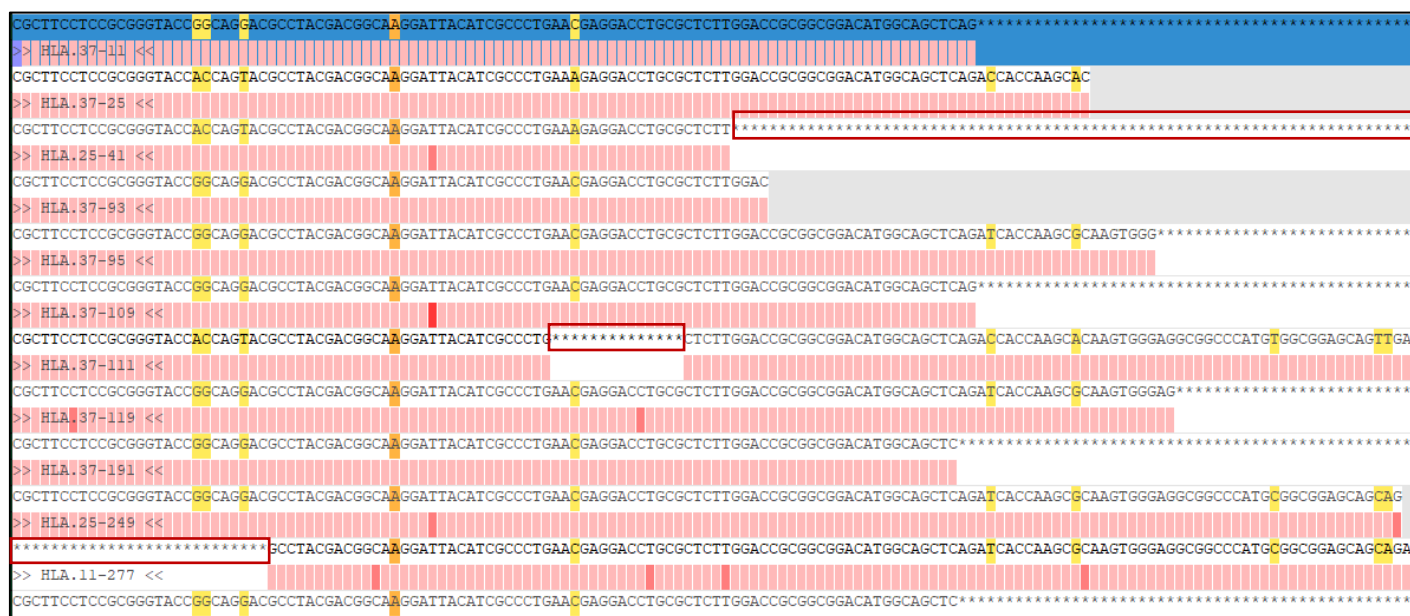 CGCTTCCTCCGCGGGTACCGGCAGGACGCCTACGACGGCAAGGATTACATCGCCCTGAACGAGGACCTGCGCTCTTGGACCGCGGCGGACATGGCAGCTCAG**********************************************
>> HLA.37-11 <<
CGCTTCCTCCGCGGGTACCACCAGTACGCCTACGACGGCAAGGATTACATCGCCCTGAAAGAGGACCTGCGCTCTTGGACCGCGGCGGACATGGCAGCTCAGACCACCAAGCAC
>> HLA.37-25 <<
CGCTTCCTCCGCGGGTACCACCAGTACGCCTACGACGGCAAGGATTACATCGCCCTGAAAGAGGACCTGCGCTCTT************************************************************************
>> HLA.25-41 <<
CGCTTCCTCCGCGGGTACCGGCAGGACGCCTACGACGGCAAGGATTACATCGCCCTGAACGAGGACCTGCGCTCTTGGAC
>> HLA.37-93 <<
CGCTTCCTCCGCGGGTACCGGCAGGACGCCTACGACGGCAAGGATTACATCGCCCTGAACGAGGACCTGCGCTCTTGGACCGCGGCGGACATGGCAGCTCAGATCACCAAGCGCAAGTGGG***************************
>> HLA.37-95 <<
CGCTTCCTCCGCGGGTACCGGCAGGACGCCTACGACGGCAAGGATTACATCGCCCTGAACGAGGACCTGCGCTCTTGGACCGCGGCGGACATGGCAGCTCAG**********************************************
>> HLA.37-109 <<
CGCTTCCTCCGCGGGTACCACCAGTACGCCTACGACGGCAAGGATTACATCGCCCTG**************CTCTTGGACCGCGGCGGACATGGCAGCTCAGACCACCAAGCACAAGTGGGAGGCGGCCCATGTGGCGGAGCAGTTGA
>> HLA.37-111 <<
CGCTTCCTCCGCGGGTACCGGCAGGACGCCTACGACGGCAAGGATTACATCGCCCTGAACGAGGACCTGCGCTCTTGGACCGCGGCGGACATGGCAGCTCAGATCACCAAGCGCAAGTGGGAG*************************
>> HLA.37-119 <<
CGCTTCCTCCGCGGGTACCGGCAGGACGCCTACGACGGCAAGGATTACATCGCCCTGAACGAGGACCTGCGCTCTTGGACCGCGGCGGACATGGCAGCTC************************************************
>> HLA.37-191 <<
CGCTTCCTCCGCGGGTACCGGCAGGACGCCTACGACGGCAAGGATTACATCGCCCTGAACGAGGACCTGCGCTCTTGGACCGCGGCGGACATGGCAGCTCAGATCACCAAGCGCAAGTGGGAGGCGGCCCATGCGGCGGAGCAGCAG
>> HLA.25-249 <<
***************************GCCTACGACGGCAAGGATTACATCGCCCTGAACGAGGACCTGCGCTCTTGGACCGCGGCGGACATGGCAGCTCAGATCACCAAGCGCAAGTGGGAGGCGGCCCATGCGGCGGAGCAGCAGA
>> HLA.11-277 <<
CGCTTCCTCCGCGGGTACCGGCAGGACGCCTACGACGGCAAGGATTACATCGCCCTGAACGAGGACCTGCGCTCTTGGACCGCGGCGGACATGGCAGCTC************************************************